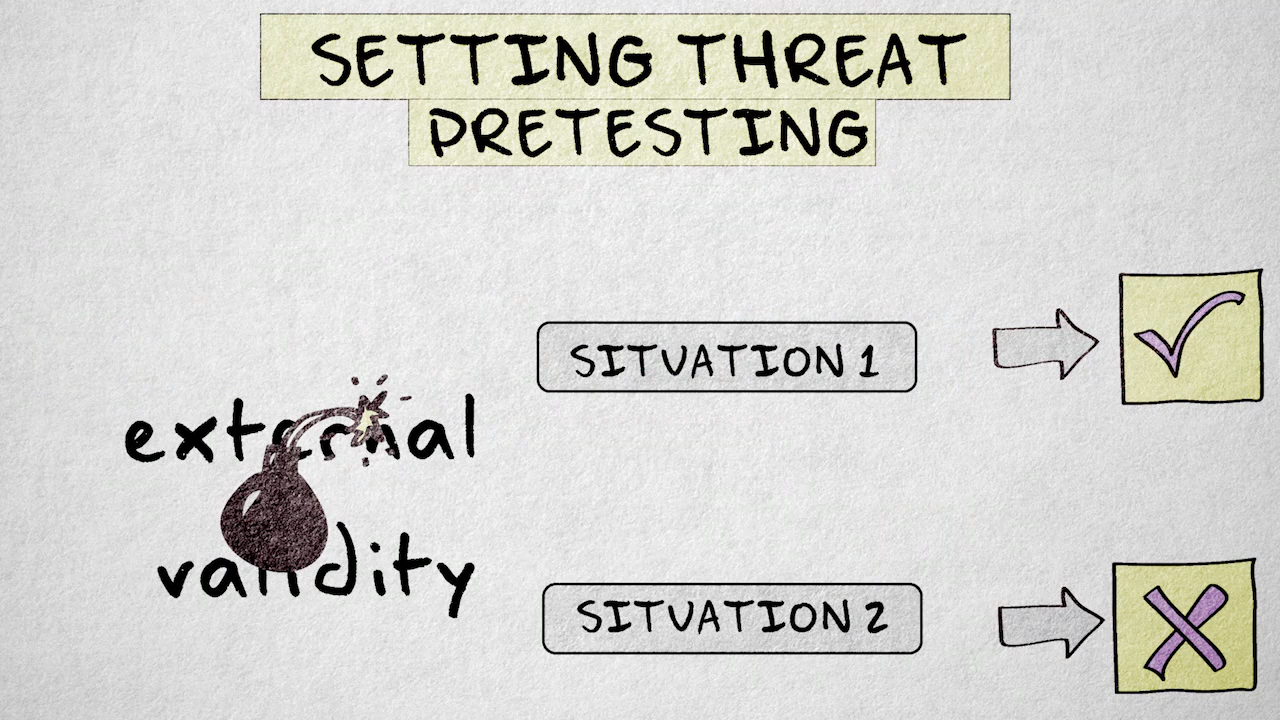 SETTING THREAT
PRETESTING
SITUATION 1
external
validity
SITUATION 2